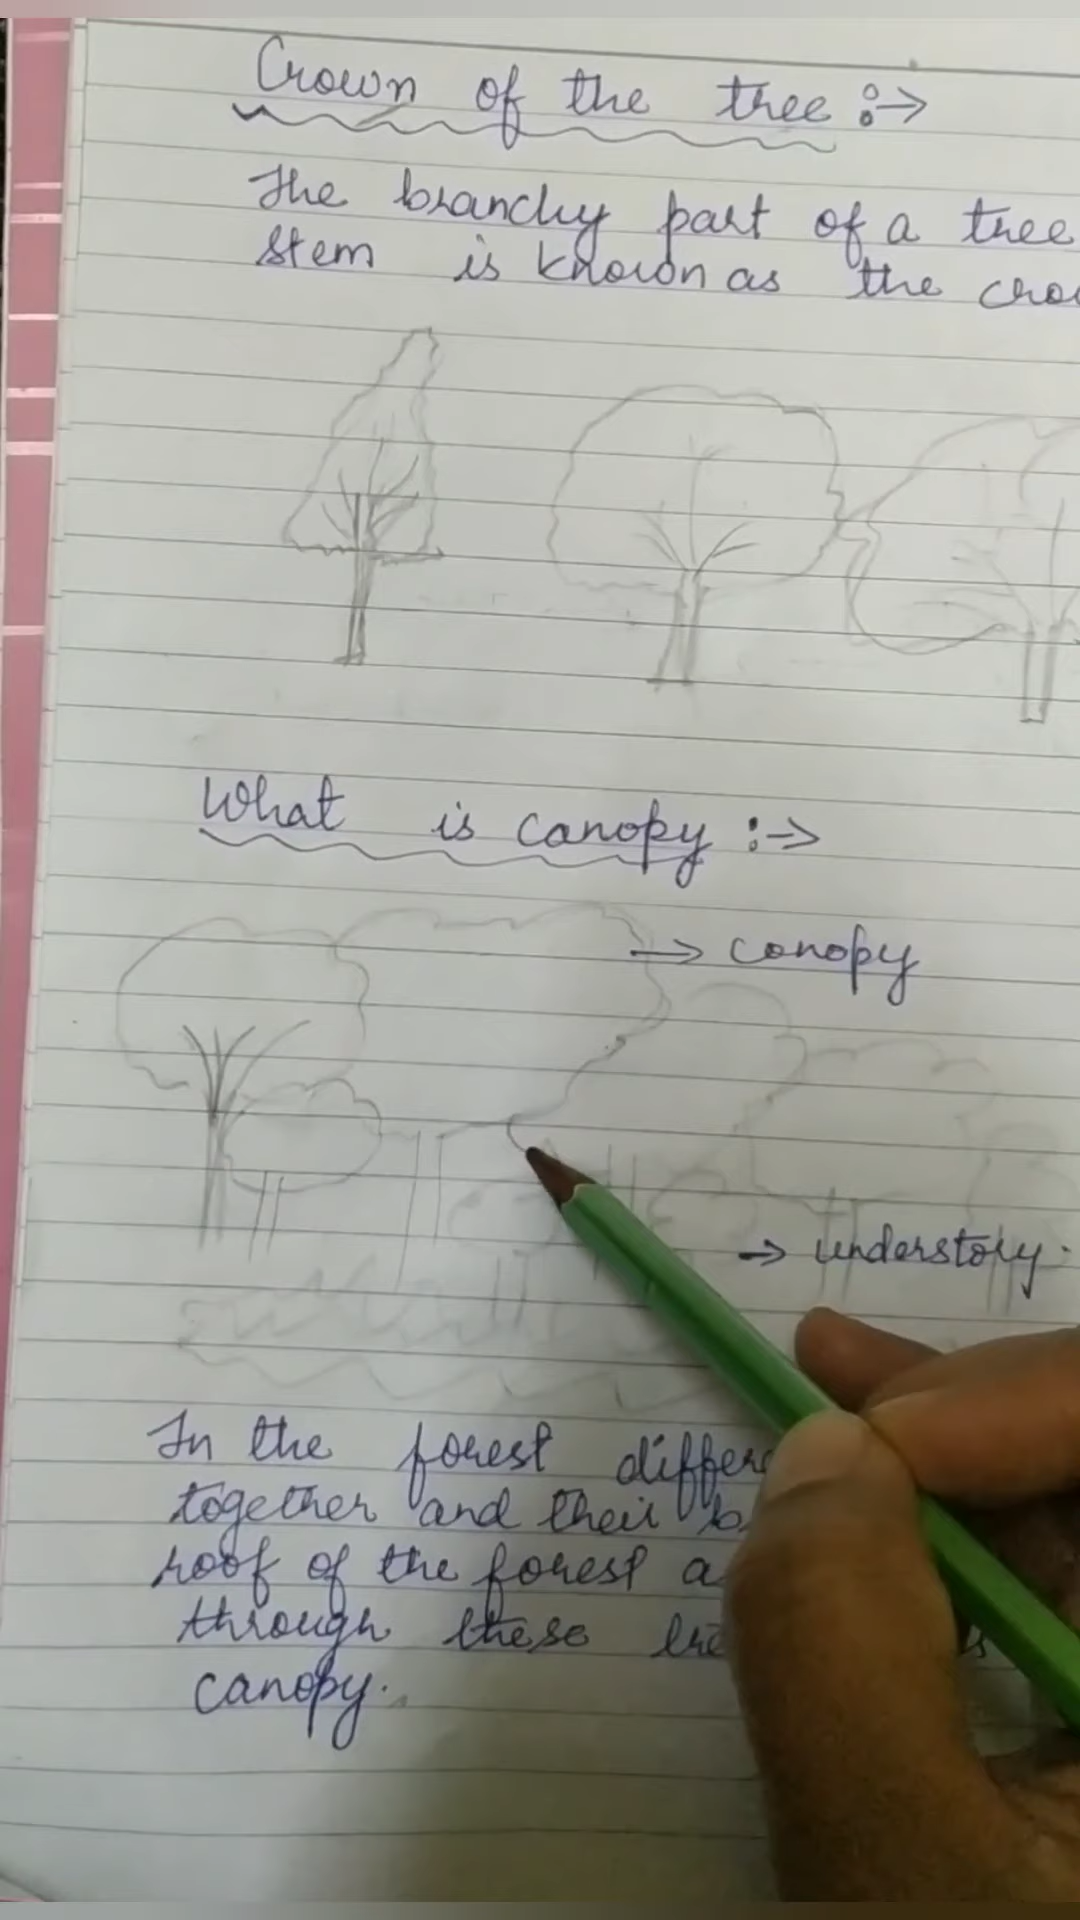 Crown of the tree :→
The branchy part of a tree
stem is known as the
What is canopy :→
→ canopy
→ understory.
In the forest
together and their
roof of the forest
through these
canopy.